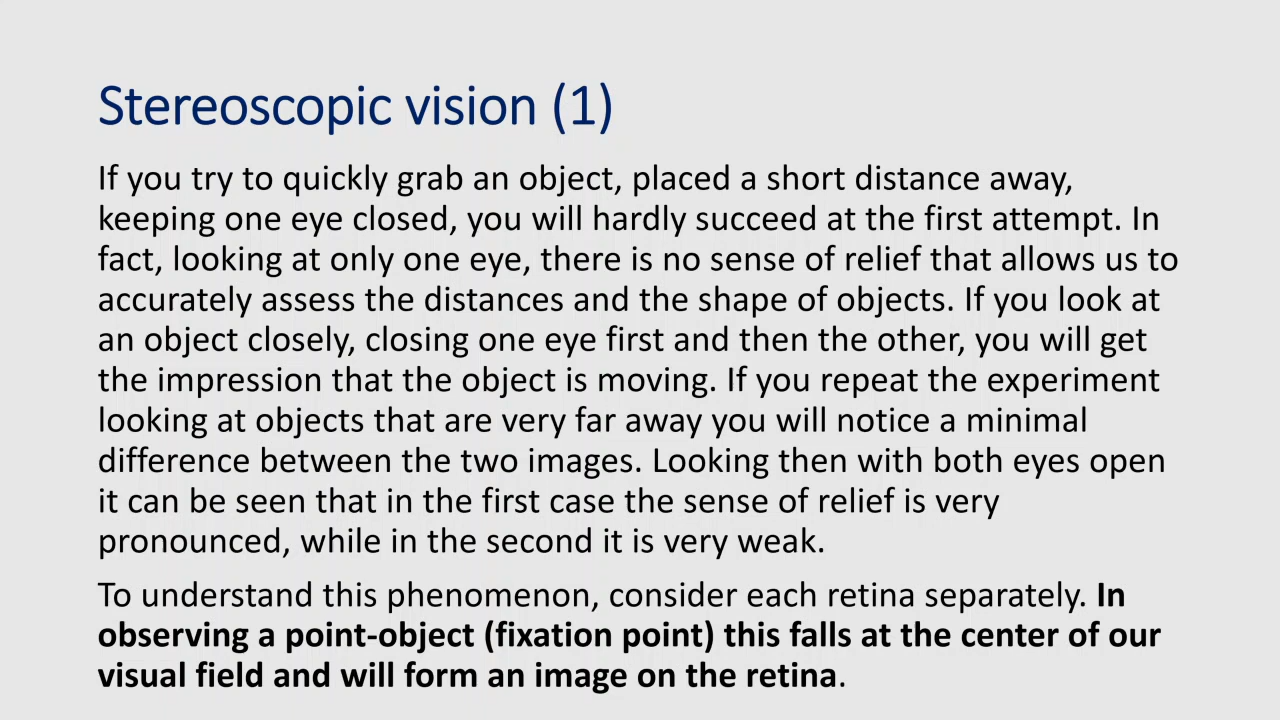 Stereoscopic vision (1)
If you try to quickly grab an object, placed a short distance away,
keeping one eye closed, you will hardly succeed at the first attempt. In
fact, looking at only one eye, there is no sense of relief that allows us to
accurately assess the distances and the shape of objects. If you look at
an object closely, closing one eye first and then the other, you will get
the impression that the object is moving. If you repeat the experiment
looking at objects that are very far away you will notice a minimal
difference between the two images. Looking then with both eyes open
it can be seen that in the first case the sense of relief is very
pronounced, while in the second it is very weak.
To understand this phenomenon, consider each retina separately. In
observing a point-object (fixation point) this falls at the center of our
visual field and will form an image on the retina.